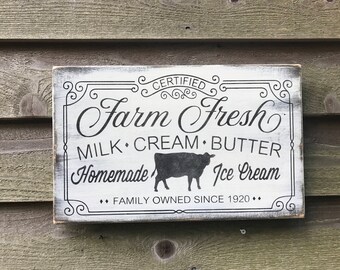 CERTIFIED
Farm Fresh
MILK • CREAM • BUTTER
Homemade Ice Cream
•• FAMILY OWNED SINCE 1920 ••